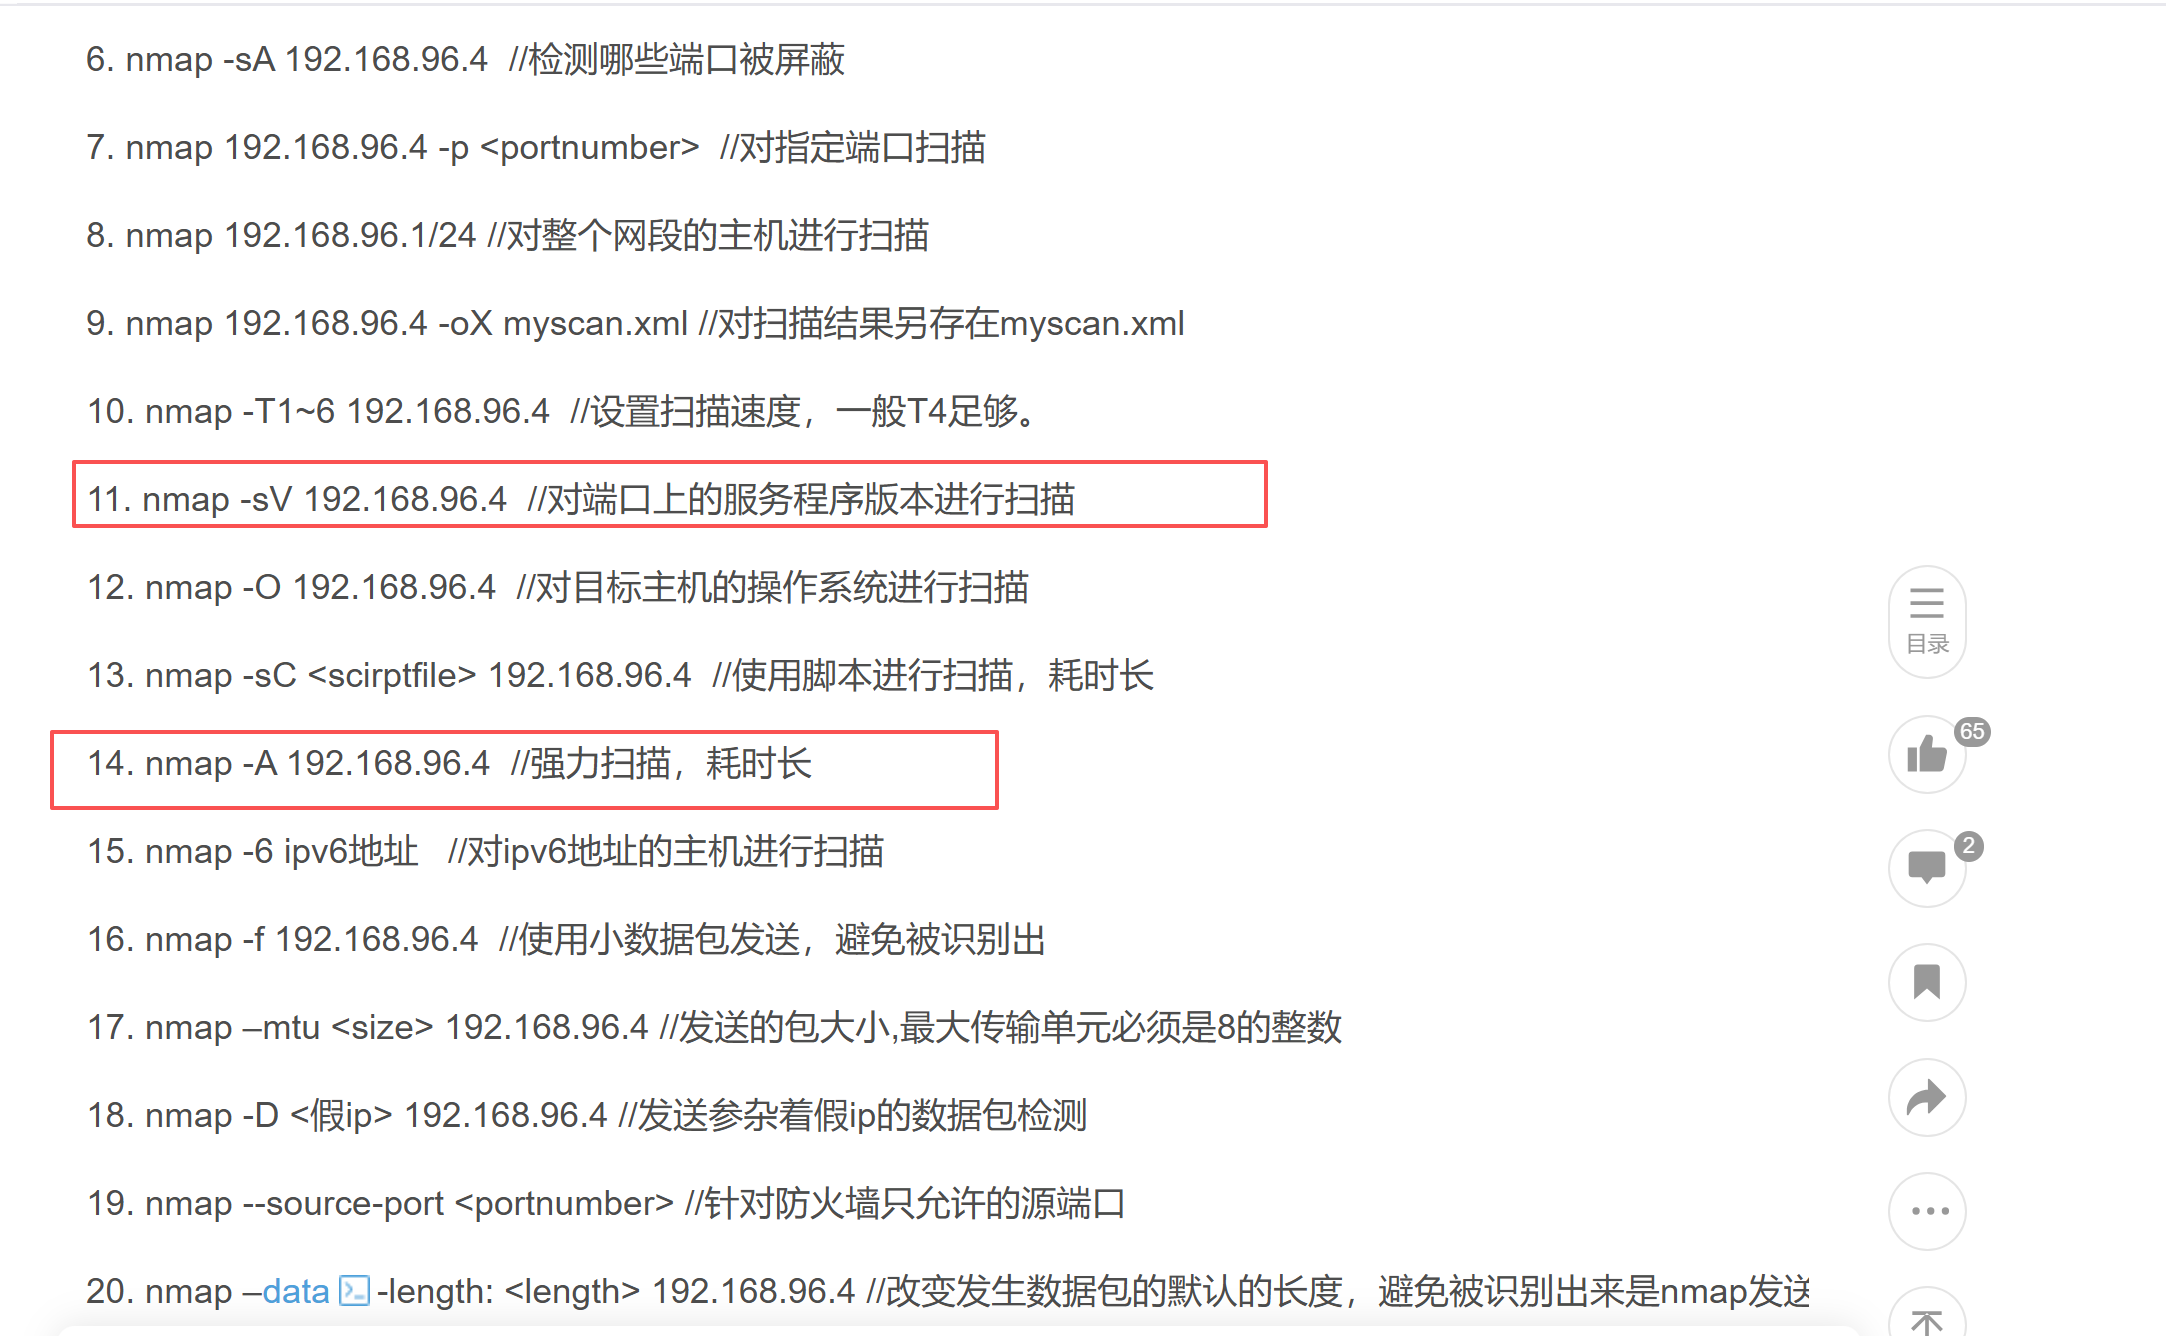 6. nmap -sA 192.168.96.4  //检测哪些端口被屏蔽
7. nmap 192.168.96.4 -p <portnumber>  //对指定端口扫描
8. nmap 192.168.96.1/24 //对整个网段的主机进行扫描
9. nmap 192.168.96.4 -oX myscan.xml //对扫描结果另存在myscan.xml
10. nmap -T1~6 192.168.96.4  //设置扫描速度，一般T4足够。
11. nmap -sV 192.168.96.4  //对端口上的服务程序版本进行扫描
12. nmap -O 192.168.96.4  //对目标主机的操作系统进行扫描
13. nmap -sC <scirptfile> 192.168.96.4  //使用脚本进行扫描，耗时长
14. nmap -A 192.168.96.4  //强力扫描，耗时长
15. nmap -6 ipv6地址   //对ipv6地址的主机进行扫描
16. nmap -f 192.168.96.4  //使用小数据包发送，避免被识别出
17. nmap –mtu <size> 192.168.96.4 //发送的包大小,最大传输单元必须是8的整数
18. nmap -D <假ip> 192.168.96.4 //发送参杂着假ip的数据包检测
19. nmap --source-port <portnumber> //针对防火墙只允许的源端口
20. nmap –data-length: <length> 192.168.96.4 //改变发生数据包的默认的长度，避免被识别出来是nmap发送
目录
65
2